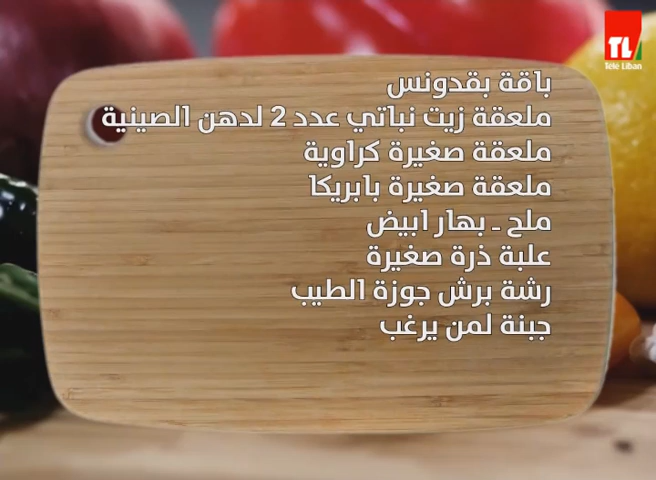 TL
Télé Liban
باقة بقدونس
ملعقة زيت نباتي عدد 2 لدهن الصينية
ملعقة صغيرة كراوية
ملعقة صغيرة بابريكا
ملح - بهار ابيض
علبة ذرة صغيرة
رشة برش جوزة الطيب
جبنة لمن يرغب